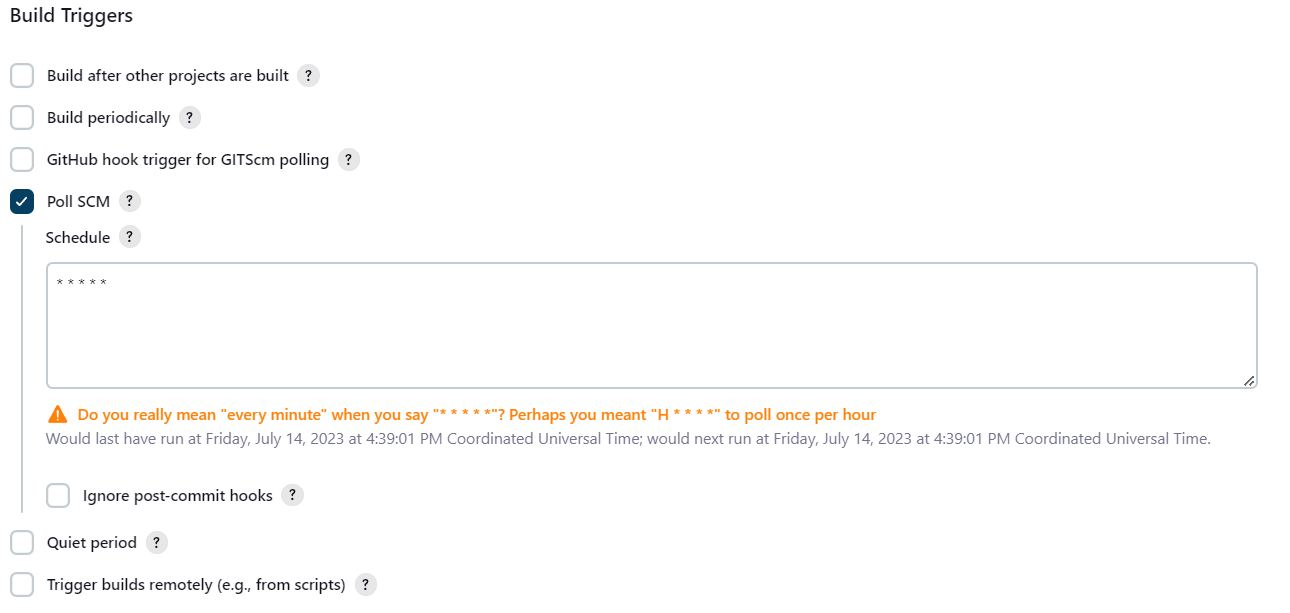 Build Triggers
Build after other projects are built ?
Build periodically ?
GitHub hook trigger for GITScm polling ?
Poll SCM ?
Schedule ?
* * * * *
Do you really mean "every minute" when you say "* * * * *"? Perhaps you meant "H * * * *" to poll once per hour
Would last have run at Friday, July 14, 2023 at 4:39:01 PM Coordinated Universal Time; would next run at Friday, July 14, 2023 at 4:39:01 PM Coordinated Universal Time.
Ignore post-commit hooks ?
Quiet period ?
Trigger builds remotely (e.g., from scripts) ?